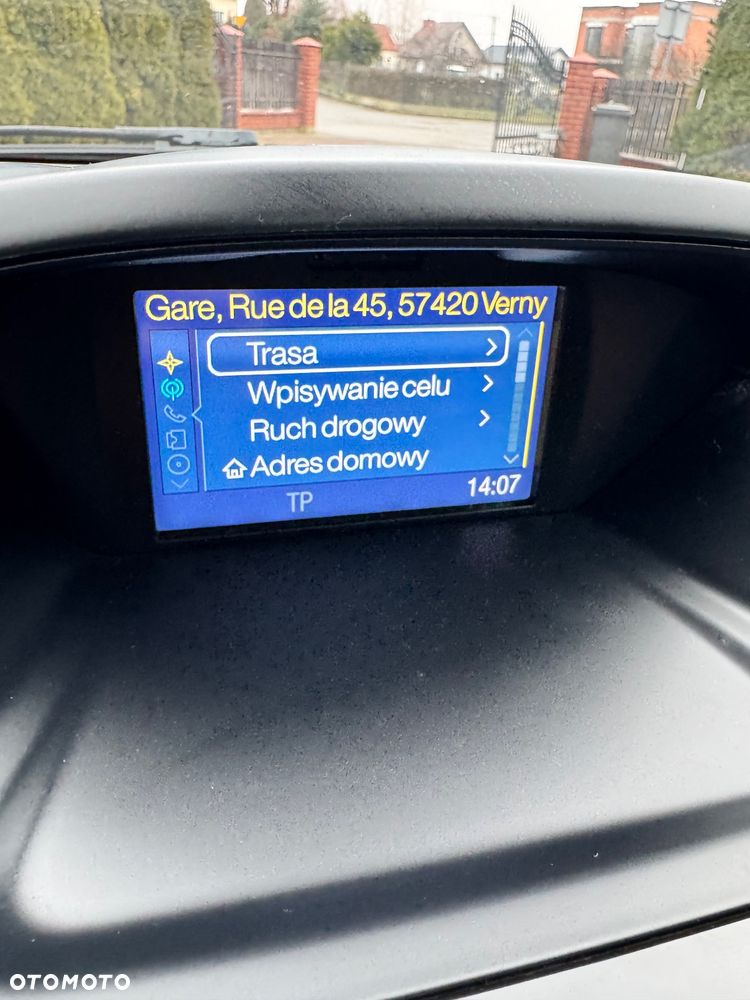 Gare, Rue de la 45, 57420 Verny
Trasa
Wpisywanie celu
Ruch drogowy
Adres domowy
TP
14:07
OTOMOTO